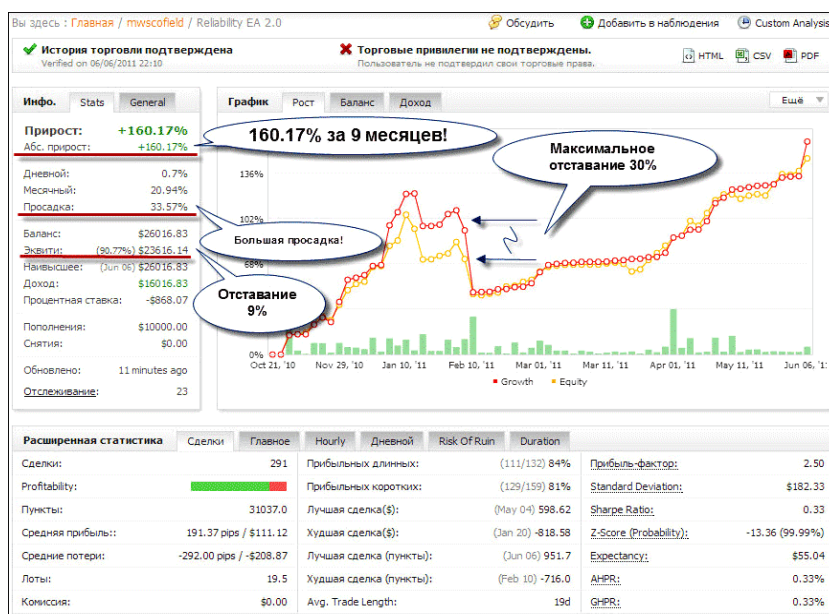 Вы здесь : Главная / mwscofield / Reliability EA 2.0
Обсудить
Добавить в наблюдения
Custom Analysis
История торговли подтверждена
Verified on 06/06/2011 22:10
Торговые привилегии не подтверждены.
Пользователь не подтвердил свои торговые права.
HTML
CSV
PDF
Инфо. Stats General
Прирост: +160.17%
Абс. прирост: +160.17%
Дневной: 0.7%
Месячный: 20.94%
Просадка: 33.57%
Баланс: $26016.83
Эквити: (90.77%) $23616.14
Наивысшее: (Jun 06) $26016.83
Доход: $16016.83
Процентная ставка: -$868.07
Пополнения: $10000.00
Снятия: $0.00
Обновлено: 11 minutes ago
Отслеживание: 23
График Рост Баланс Доход
Ещё
160.17% за 9 месяцев!
Максимальное
отставание 30%
Большая просадка!
Отставание
9%
136%
102%
68%
0%
Oct 21, '10 Nov 29, '10 Jan 10, '11 Feb 10, '11 Mar 01, '11 Mar 11, '11 Apr 01, '11 May 11, '11 Jun 06, '1
Growth Equity
Расширенная статистика Сделки Главное Hourly Дневной Risk Of Ruin Duration
Сделки: 291
Profitability:
Пункты: 31037.0
Средняя прибыль:: 191.37 pips / $111.12
Средние потери: -292.00 pips / -$208.87
Лоты: 19.5
Комиссия: $0.00
Прибыльных длинных: (111/132) 84%
Прибыльных коротких: (129/159) 81%
Лучшая сделка($): (May 04) 598.62
Худшая сделка($): (Jan 20) -818.58
Лучшая сделка (пункты): (Jun 06) 951.7
Худшая сделка (пункты): (Feb 10) -716.0
Avg. Trade Length: 19d
Прибыль-фактор: 2.50
Standard Deviation: $182.33
Sharpe Ratio: 0.33
Z-Score (Probability): -13.36 (99.99%)
Expectancy: $55.04
AHPR: 0.33%
GHPR: 0.33%